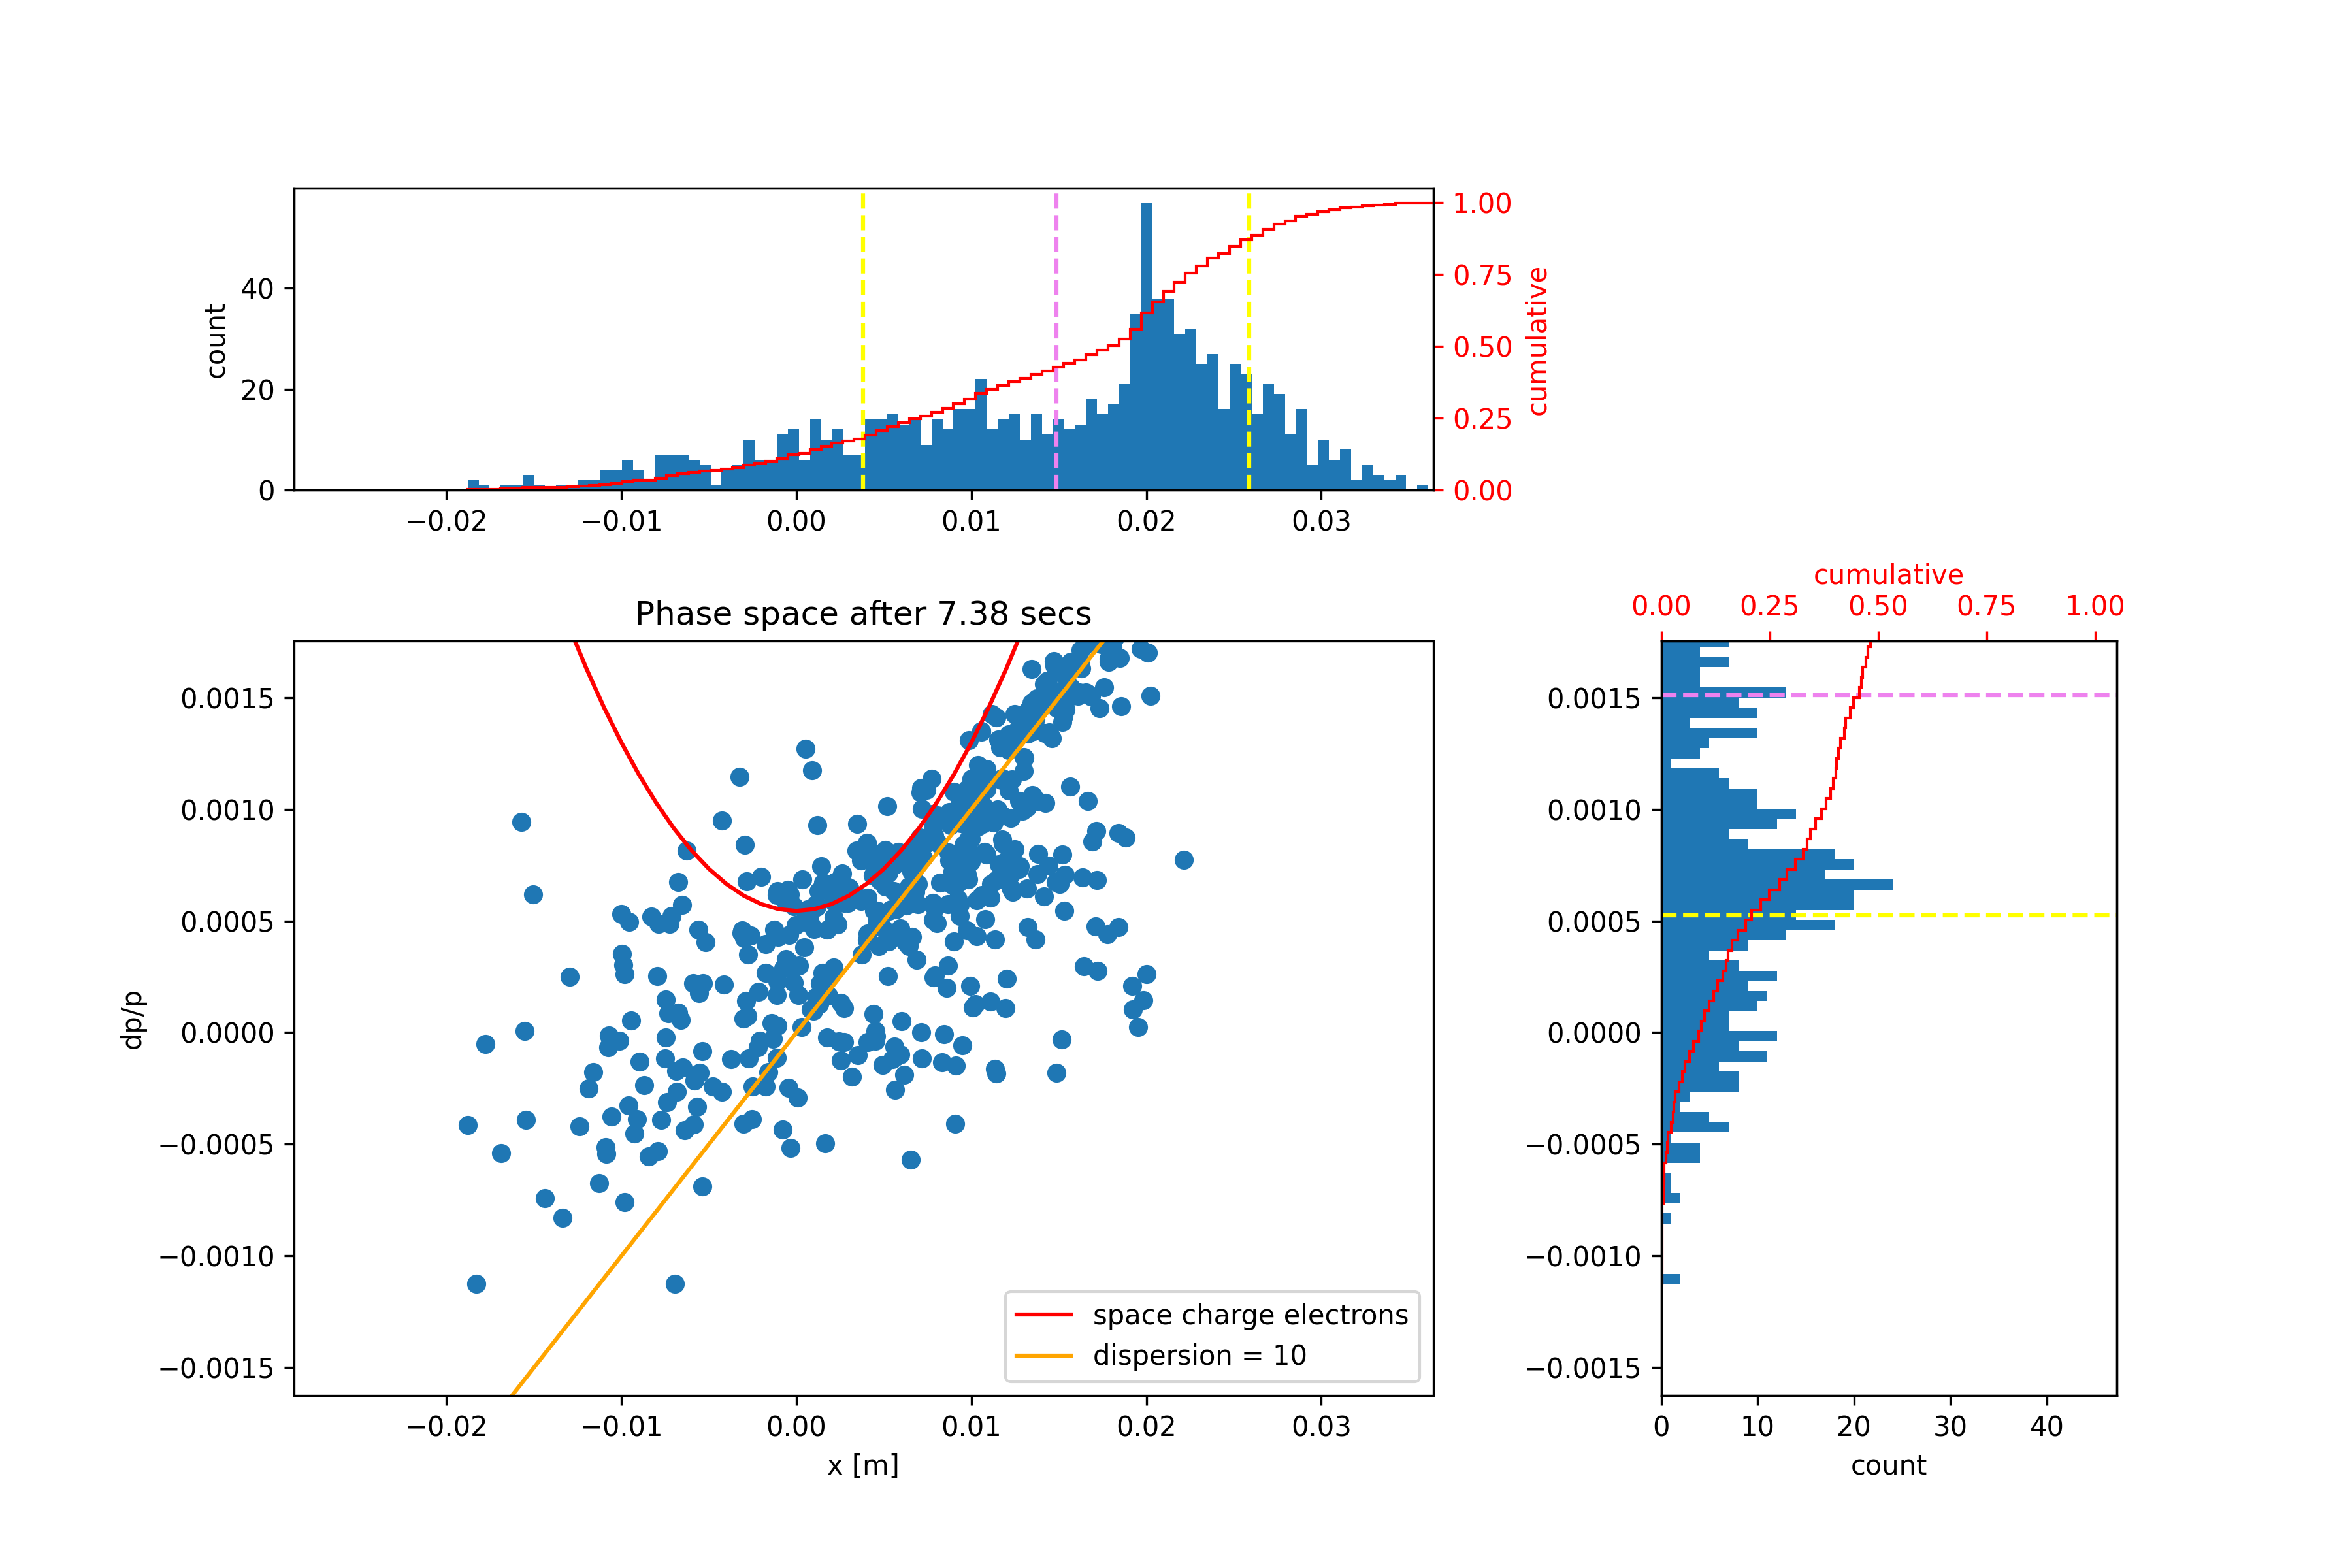 count
40
20
0
1.00
0.75
0.50
0.25
0.00
cumulative
−0.02 −0.01 0.00 0.01 0.02 0.03
Phase space after 7.38 secs
dp/p
0.0015
0.0010
0.0005
0.0000
−0.0005
−0.0010
−0.0015
space charge electrons
dispersion = 10
−0.02 −0.01 0.00 0.01 0.02 0.03
x [m]
cumulative
0.00 0.25 0.50 0.75 1.00
0.0015
0.0010
0.0005
0.0000
−0.0005
−0.0010
−0.0015
0 10 20 30 40
count